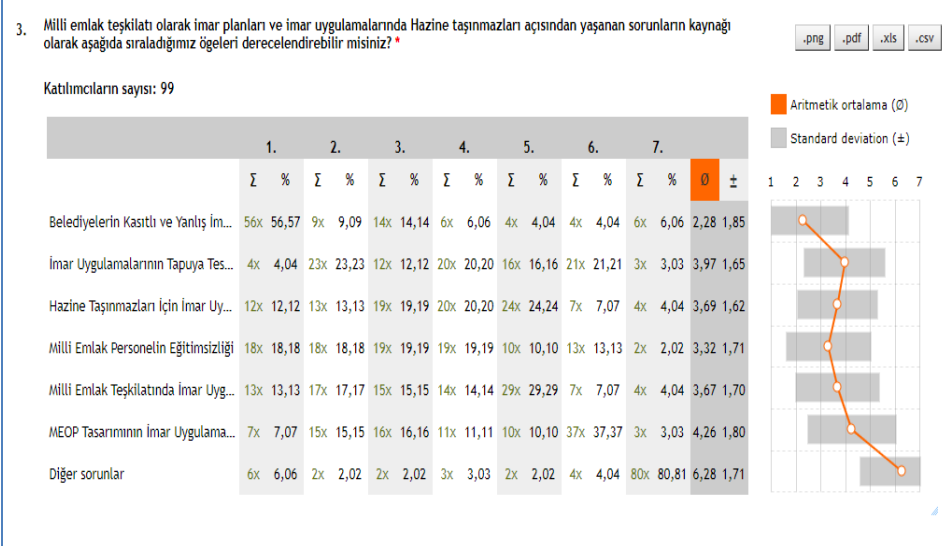 3. Milli emlak teşkilatı olarak imar planları ve imar uygulamalarında Hazine taşınmazları açısından yaşanan sorunların kaynağı
olarak aşağıda sıraladığımız ögeleri derecelendirebilir misiniz? *
.png .pdf .xls .csv
Katılımcıların sayısı: 99
Aritmetik ortalama (Ø)
Standard deviation (±)
1. 2. 3. 4. 5. 6. 7.
Σ % Σ % Σ % Σ % Σ % Σ % Σ % Ø ±
1 2 3 4 5 6 7
Belediyelerin Kasıtlı ve Yanlış İm... 56x 56,57 9x 9,09 14x 14,14 6x 6,06 4x 4,04 4x 4,04 6x 6,06 2,28 1,85
İmar Uygulamalarının Tapuya Tes... 4x 4,04 23x 23,23 12x 12,12 20x 20,20 16x 16,16 21x 21,21 3x 3,03 3,97 1,65
Hazine Taşınmazları İçin İmar Uy... 12x 12,12 13x 13,13 19x 19,19 20x 20,20 24x 24,24 7x 7,07 4x 4,04 3,69 1,62
Milli Emlak Personelin Eğitimsizliği 18x 18,18 18x 18,18 19x 19,19 19x 19,19 10x 10,10 13x 13,13 2x 2,02 3,32 1,71
Milli Emlak Teşkilatında İmar Uyg... 13x 13,13 17x 17,17 15x 15,15 14x 14,14 29x 29,29 7x 7,07 4x 4,04 3,67 1,70
MEOP Tasarımının İmar Uygulama... 7x 7,07 15x 15,15 16x 16,16 11x 11,11 10x 10,10 37x 37,37 3x 3,03 4,26 1,80
Diğer sorunlar 6x 6,06 2x 2,02 2x 2,02 3x 3,03 2x 2,02 4x 4,04 80x 80,81 6,28 1,71